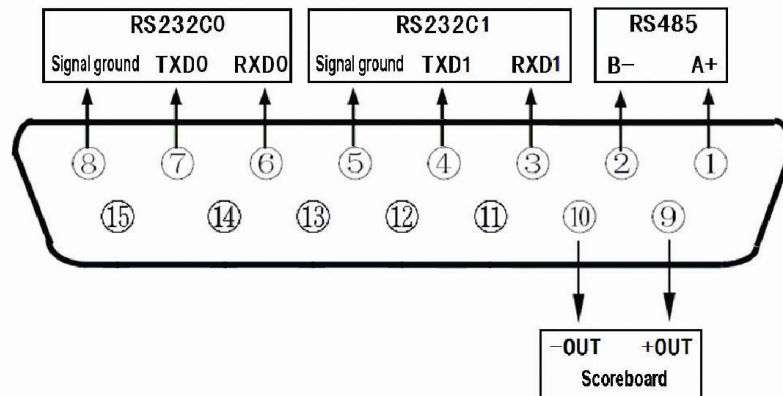 RS232C0
Signal ground TXD0 RXD0
RS232C1
Signal ground TXD1 RXD1
RS485
B- A+
⑧ ⑦ ⑥ ⑤ ④ ③ ② ①
⑮ ⑭ ⑬ ⑫ ⑪ ⑩ ⑨
-OUT +OUT
Scoreboard